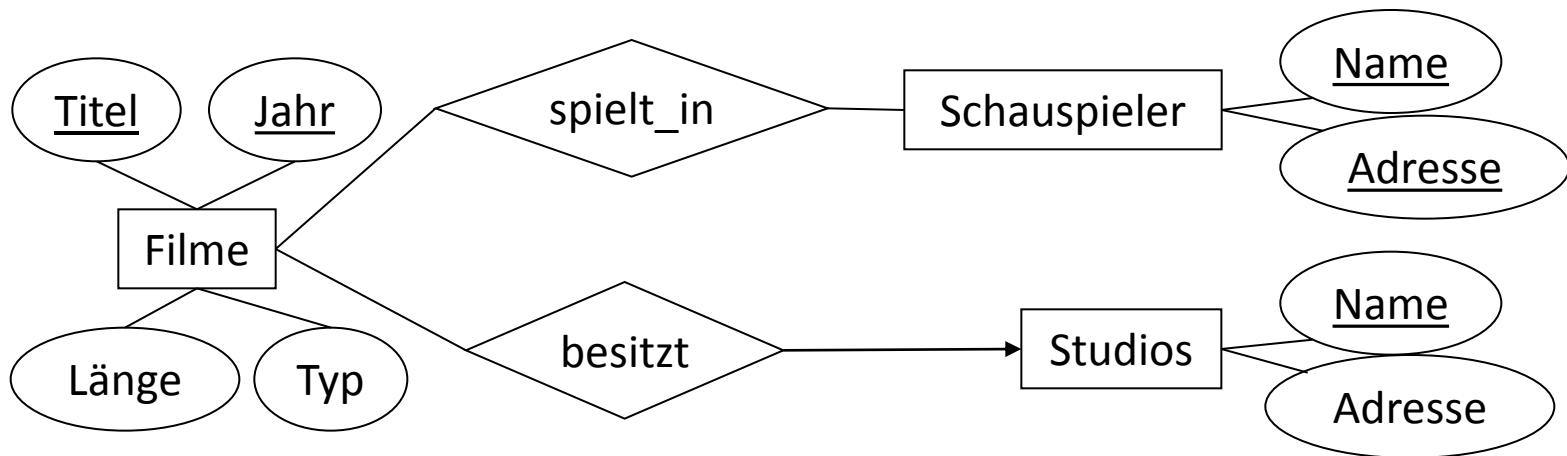 Titel
Jahr
Filme
Länge
Typ
spielt_in
Schauspieler
Name
Adresse
besitzt
Studios
Name
Adresse